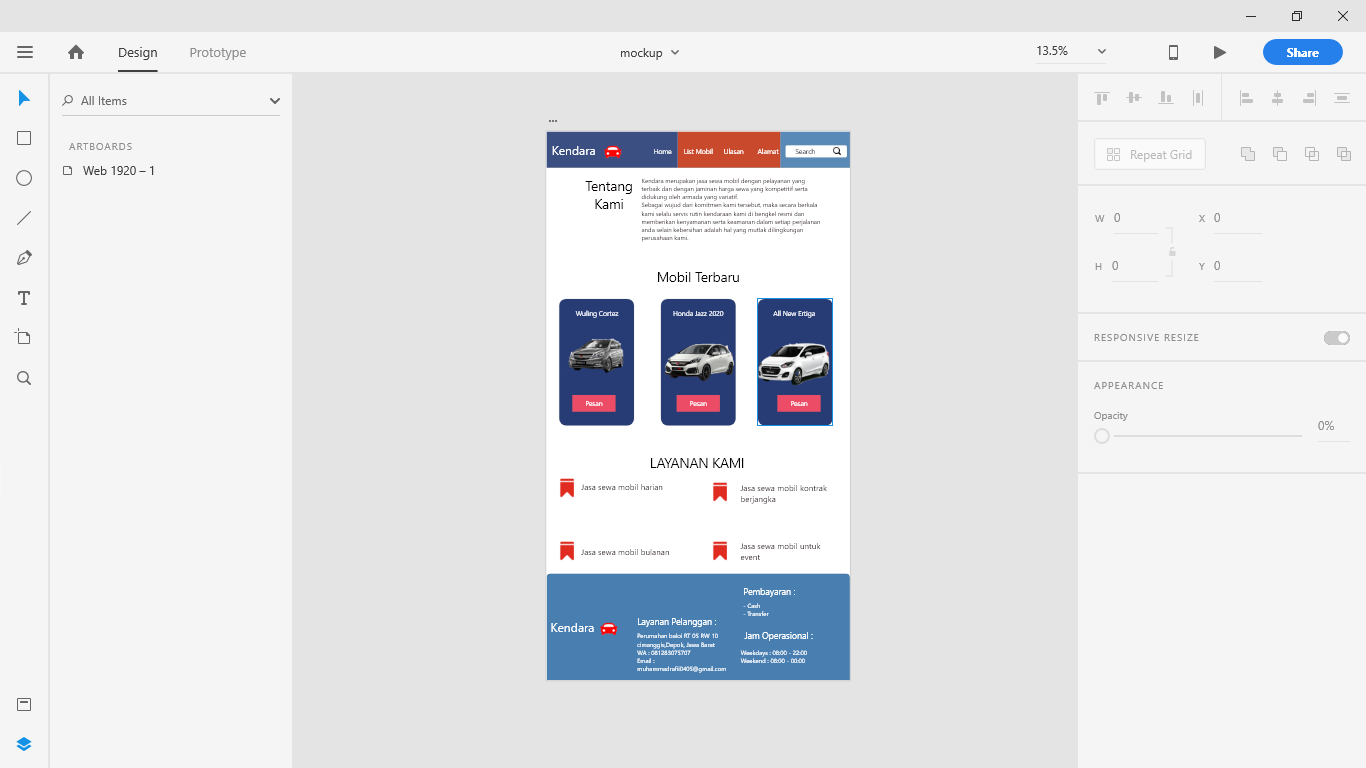 Design
Prototype
mockup
13.5%
Share
All Items
ARTBOARDS
Web 1920 – 1
...
Kendara
Home
List Mobil
Ulasan
Alamat
Search
Tentang
Kami
Kendara merupakan jasa sewa mobil dengan pelayanan yang
terbaik dan dengan jaminan harga sewa yang kompetitif serta
didukung oleh armada yang variatif.
Sebagai wujud dari komitmen kami tersebut, maka secara berkala
kami selalu servis rutin kendaraan kami di bengkel resmi dan
memberikan kenyamanan serta keamanan dalam setiap perjalanan
anda selain kebersihan adalah hal yang mutlak dilingkungan
perusahaan kami.
Mobil Terbaru
Wuling Cortez
Honda Jazz 2020
All New Ertiga
Pesan
Pesan
Pesan
LAYANAN KAMI
Jasa sewa mobil harian
Jasa sewa mobil kontrak
berjangka
Jasa sewa mobil bulanan
Jasa sewa mobil untuk
event
Kendara
Layanan Pelanggan :
Perumahan baloi RT 05 RW 10
cimanggis,Depok, Jawa Barat
WA : 081283075707
Email :
muhammadrafii0405@gmail.com
Pembayaran :
- Cash
- Transfer
Jam Operasional :
Weekdays : 08:00 - 22:00
Weekend : 08:00 - 00:00
Repeat Grid
W 0
X 0
H 0
Y 0
RESPONSIVE RESIZE
APPEARANCE
Opacity
0%